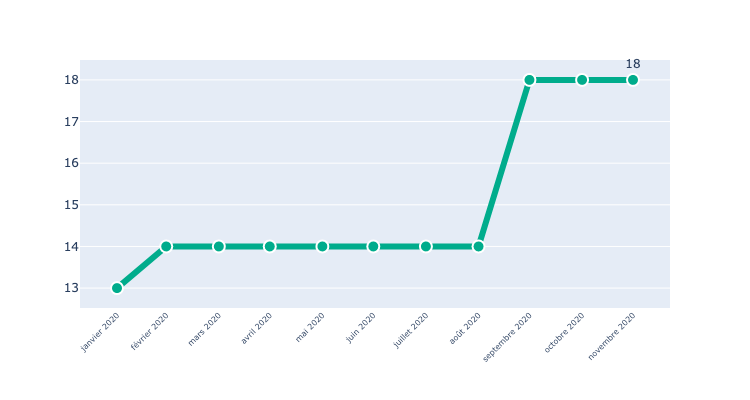 18
18
17
16
15
14
13
janvier 2020
février 2020
mars 2020
avril 2020
mai 2020
juin 2020
juillet 2020
août 2020
septembre 2020
octobre 2020
novembre 2020